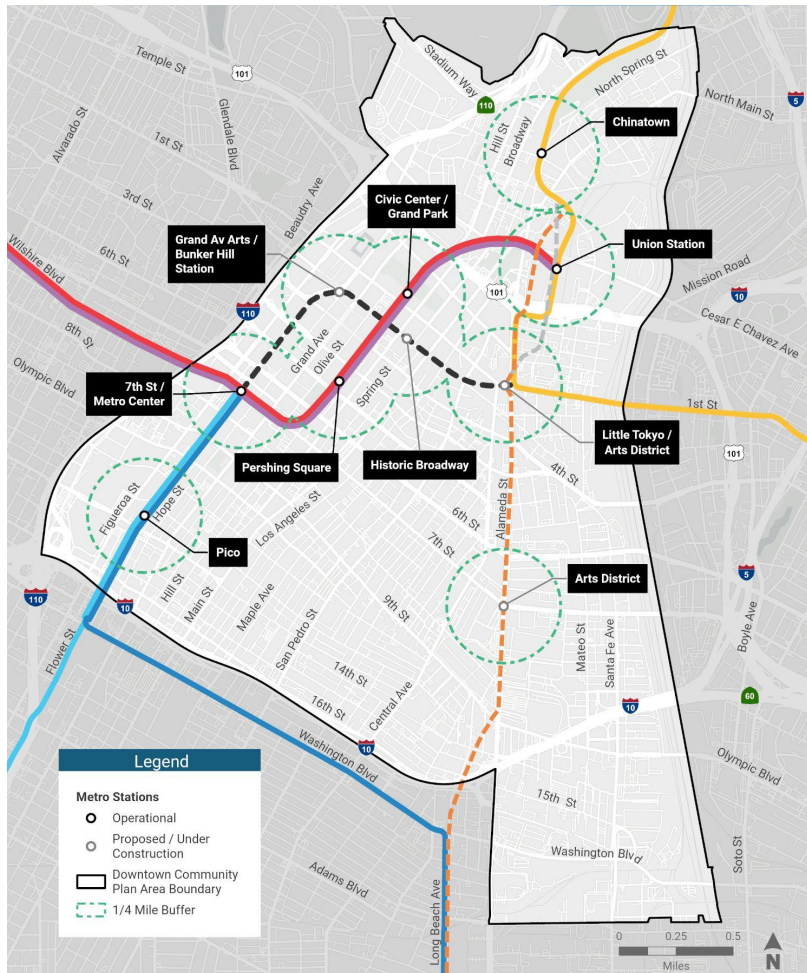 Temple St
101
Glendale Blvd
Alvarado St
1st St
3rd St
6th St
Wilshire Blvd
8th St
Olympic Blvd
Beaudry Ave
Stadium Way
110
Hill St
Broadway
North Spring St
North Main St
5
Chinatown
Civic Center /
Grand Park
Grand Av Arts /
Bunker Hill
Station
Union Station
Mission Road
10
Cesar E Chavez Ave
101
110
Grand Ave
Olive St
Spring St
7th St /
Metro Center
Pershing Square
Historic Broadway
Little Tokyo /
Arts District
1st St
101
4th St
Figueroa St
Hope St
Pico
Los Angeles St
6th St
7th St
Alameda St
Arts District
5
Boyle Ave
110
10
Hill St
Main St
Maple Ave
San Pedro St
9th St
14th St
16th St
Central Ave
Mateo St
Santa Fe Ave
10
60
Flower St
10
Washington Blvd
Olympic Blvd
15th St
Washington Blvd
Soto St
Adams Blvd
Long Beach Ave
Legend
Metro Stations
Operational
Proposed / Under
Construction
Downtown Community
Plan Area Boundary
1/4 Mile Buffer
0 0.25 0.5
Miles
N